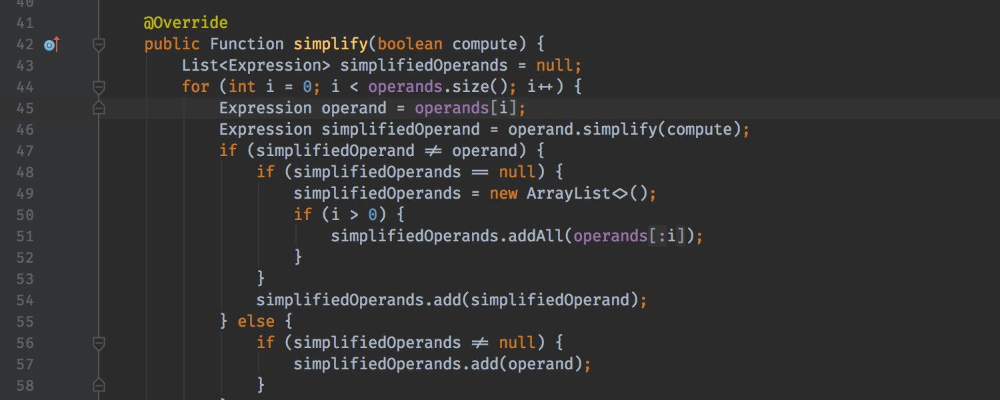 40
41 @Override
42 public Function simplify(boolean compute) {
43 List<Expression> simplifiedOperands = null;
44 for (int i = 0; i < operands.size(); i++) {
45 Expression operand = operands[i];
46 Expression simplifiedOperand = operand.simplify(compute);
47 if (simplifiedOperand != operand) {
48 if (simplifiedOperands == null) {
49 simplifiedOperands = new ArrayList<>();
50 if (i > 0) {
51 simplifiedOperands.addAll(operands[:i]);
52 }
53 }
54 simplifiedOperands.add(simplifiedOperand);
55 } else {
56 if (simplifiedOperands != null) {
57 simplifiedOperands.add(operand);
58 }